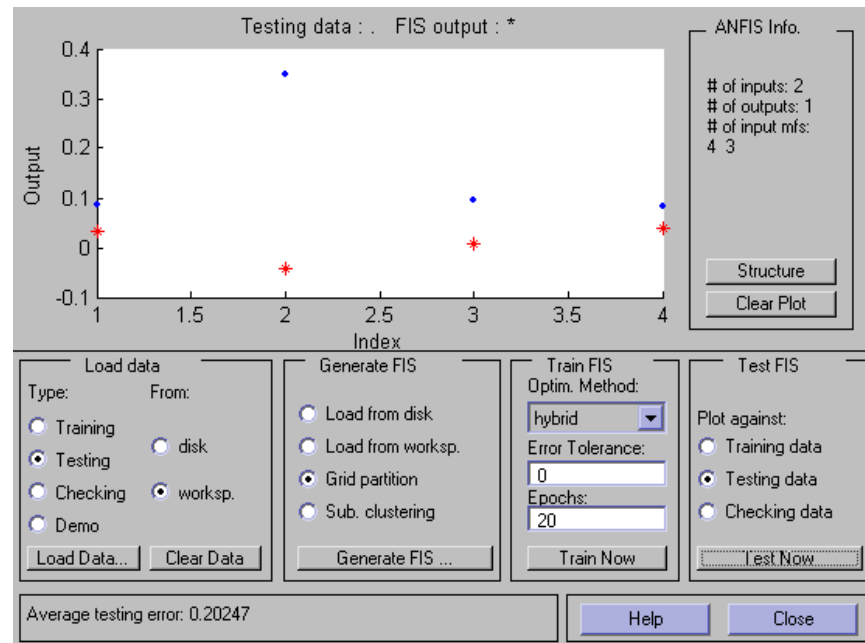 Testing data : .   FIS output : *
0.4
0.3
0.2
0.1
0
-0.1
Output
1 1.5 2 2.5 3 3.5 4
Index
ANFIS Info.
# of inputs: 2
# of outputs: 1
# of input mfs:
4 3
Structure
Clear Plot
Load data
Type: From:
Training
Testing
Checking
Demo
disk
worksp.
Load Data... Clear Data
Generate FIS
Load from disk
Load from worksp.
Grid partition
Sub. clustering
Generate FIS ...
Train FIS
Optim. Method:
hybrid
Error Tolerance:
0
Epochs:
20
Train Now
Test FIS
Plot against:
Training data
Testing data
Checking data
Test Now
Average testing error: 0.20247
Help Close